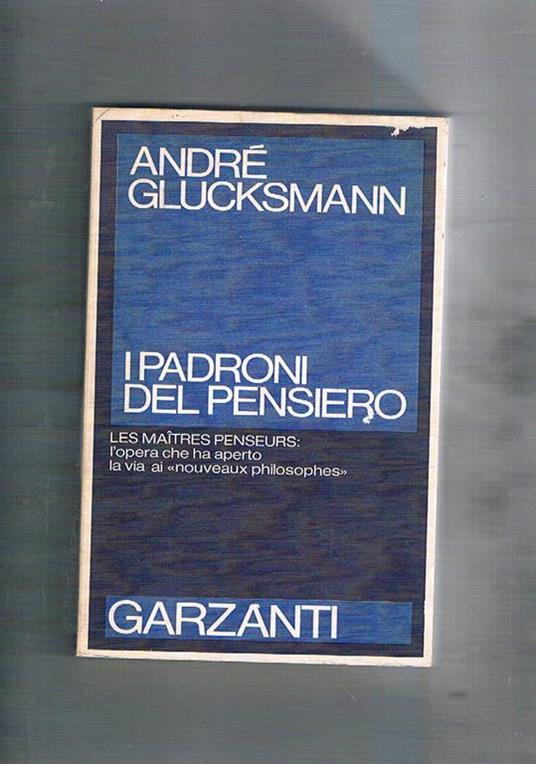 ANDRÉ
GLUCKSMANN
I PADRONI
DEL PENSIERO
LES MAÎTRES PENSEURS:
l'opera che ha aperto
la via ai «nouveaux philosophes»
GARZANTI